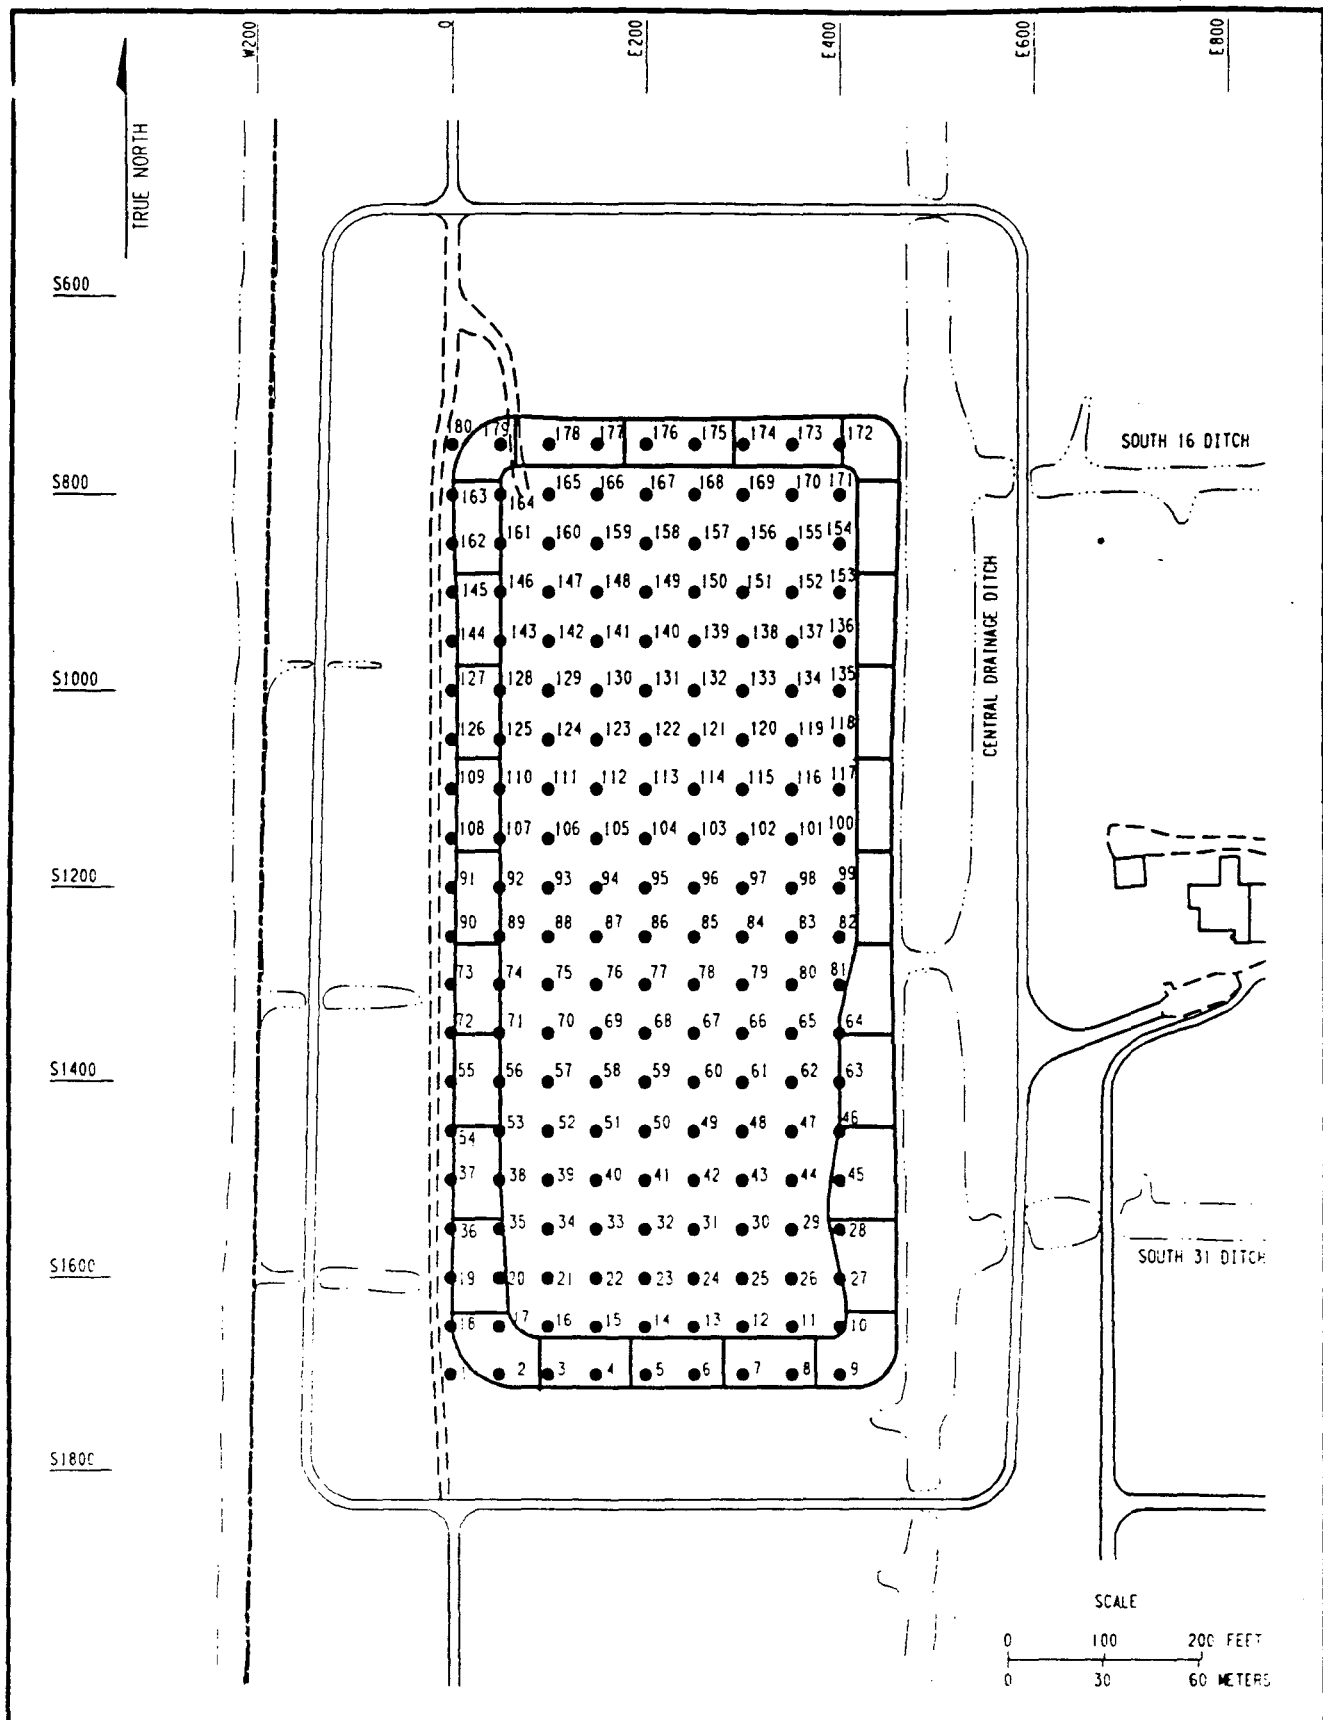 W200 0 E200 E400 E600 E800
TRUE NORTH
S600
80 179 178 177 176 175 174 173 172
SOUTH 16 DITCH
S800
163 164 165 166 167 168 169 170 171
162 161 160 159 158 157 156 155 154
145 146 147 148 149 150 151 152 153
144 143 142 141 140 139 138 137 136
CENTRAL DRAINAGE DITCH
S1000
127 128 129 130 131 132 133 134 135
126 125 124 123 122 121 120 119 118
109 110 111 112 113 114 115 116 117
108 107 106 105 104 103 102 101 100
S1200
91 92 93 94 95 96 97 98 99
90 89 88 87 86 85 84 83 82
73 74 75 76 77 78 79 80 81
72 71 70 69 68 67 66 65 64
S1400
55 56 57 58 59 60 61 62 63
54 53 52 51 50 49 48 47 46
37 38 39 40 41 42 43 44 45
36 35 34 33 32 31 30 29 28
SOUTH 31 DITCH
S1600
19 20 21 22 23 24 25 26 27
18 17 16 15 14 13 12 11 10
2 3 4 5 6 7 8 9
S1800
SCALE
0 100 200 FEET
0 30 60 METERS